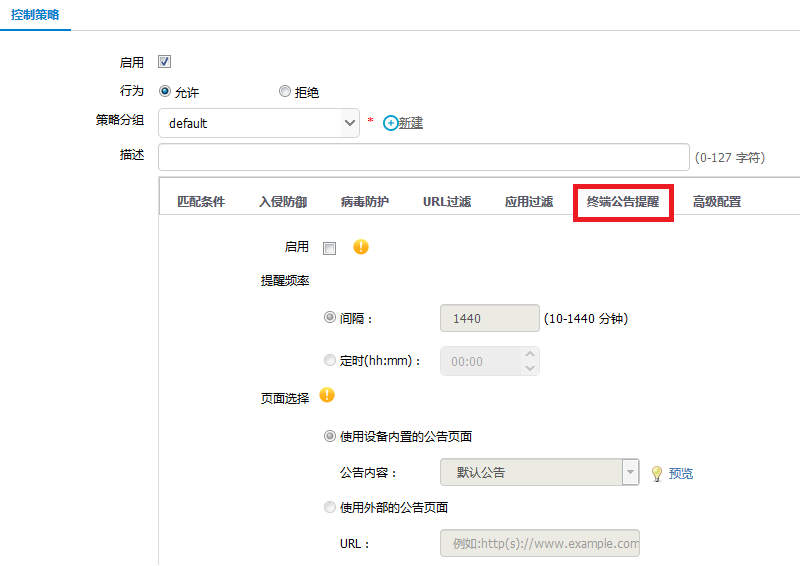 控制策略
启用
行为 允许 拒绝
策略分组 default * 新建
描述 (0-127 字符)
匹配条件 入侵防御 病毒防护 URL过滤 应用过滤 终端公告提醒 高级配置
启用
提醒频率
间隔： 1440 (10-1440 分钟)
定时(hh:mm)： 00:00
页面选择
使用设备内置的公告页面
公告内容： 默认公告 预览
使用外部的公告页面
URL： 例如:http(s)://www.example.com